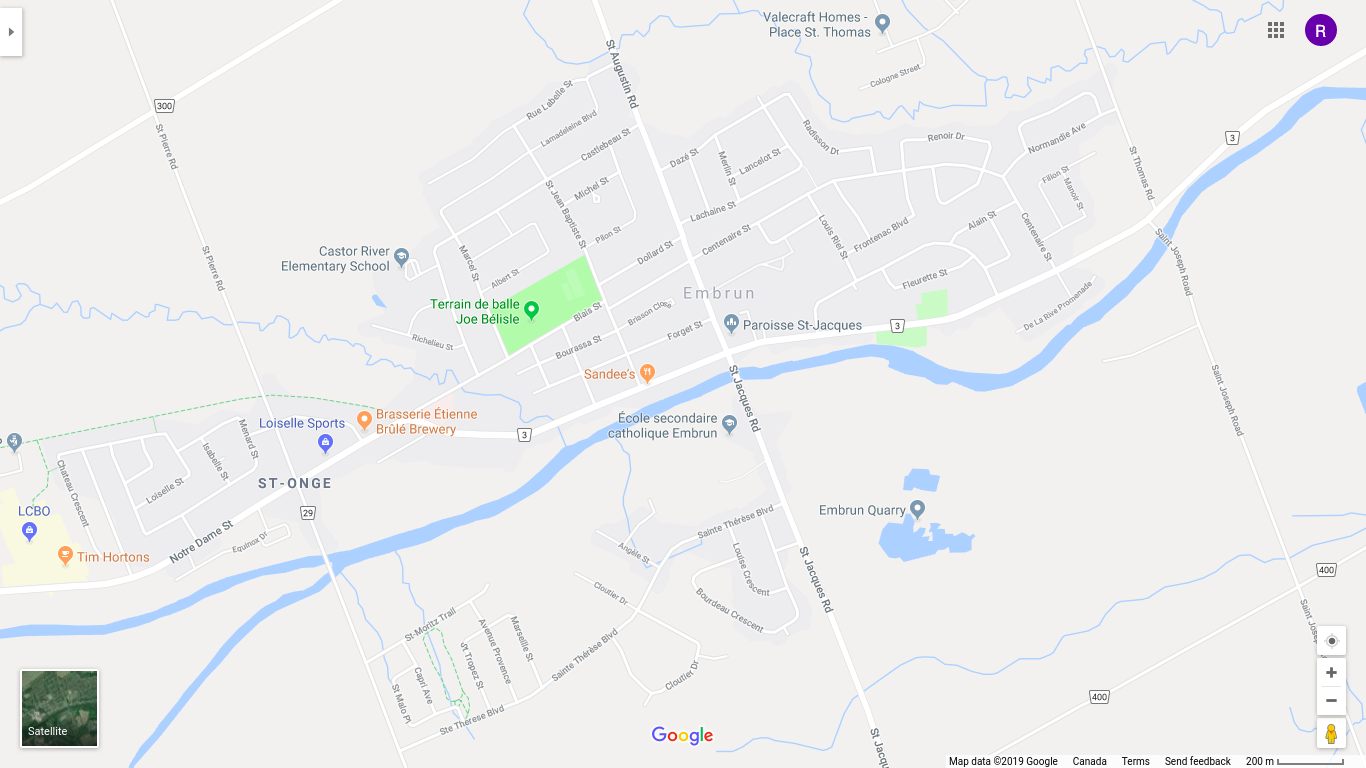 Valecraft Homes -
Place St. Thomas
R
Cologne Street
St Augustin Rd
300
Rue Labelle St
Lamadeleine Blvd
Castlebeau St
Radisson Dt
Renoir Dr
Normandie Ave
3
St Pierre Rd
Dazé St
Merlin St
Lancelot St
St Thomas Rd
Michel St
Filion St
Manoir St
St Jean Baptiste St
Lachaine St
Louis Riel St
Frontenac Blvd
Alain St
Centenaire St
Pilon St
Centenaire St
Dollard St
St Pierre Rd
Castor River
Elementary School
Marcel St
Albert St
Fleurette St
Saint Joseph Road
Embrun
De La Rive Promenade
Terrain de balle
Joe Bélisle
Blais St
Brisson Clos
Forget St
Bourassa St
Richelieu St
Paroisse St-Jacques
3
Sandee's
St Jacques Rd
Saint Joseph Road
Brasserie Étienne
Brûlé Brewery
Loiselle Sports
3
École secondaire
catholique Embrun
Menard St
Isabelle St
Chateau Crescent
Loiselle St
ST-ONGE
29
LCBO
Tim Hortons
Notre Dame St
Equinox Dr
Embrun Quarry
Sainte Thérèse Blvd
Angèle St
Louise Crescent
St Jacques Rd
Bourdeau Crescent
Cloutier Dr
400
St-Moritz Trail
Marseille St
Avenue Provence
St Tropez St
Capri Ave
St Malo Pl
Sainte Thérèse Blvd
Cloutier Dr
Ste Therese Blvd
400
Satellite
Google
Map data ©2019 Google
Canada
Terms
Send feedback
200 m